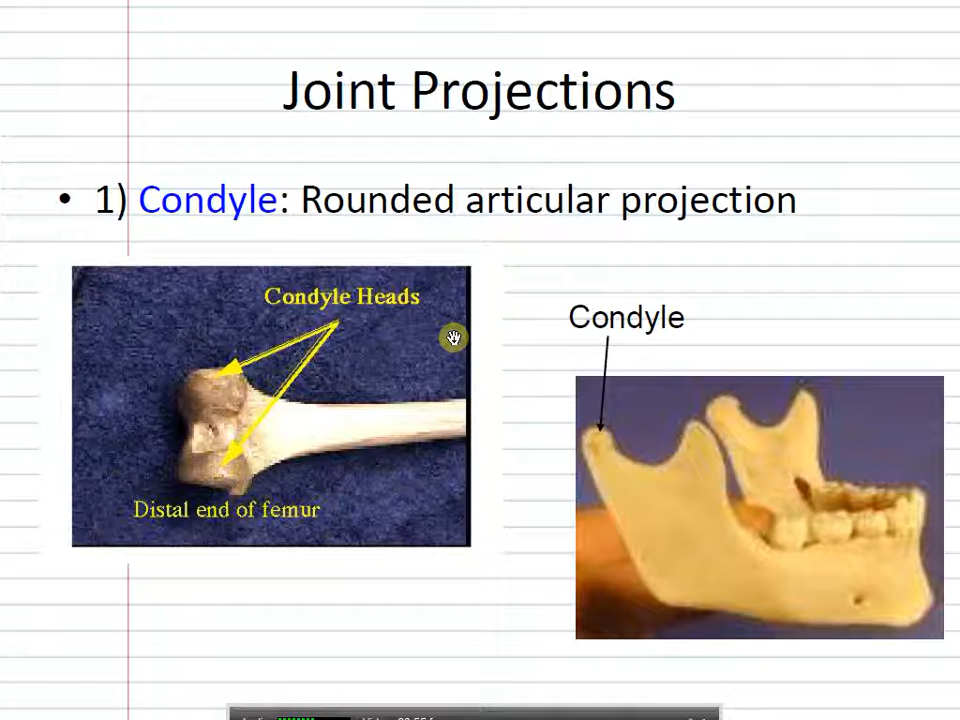 Joint Projections
• 1) Condyle: Rounded articular projection
Condyle Heads
Distal end of femur
Condyle